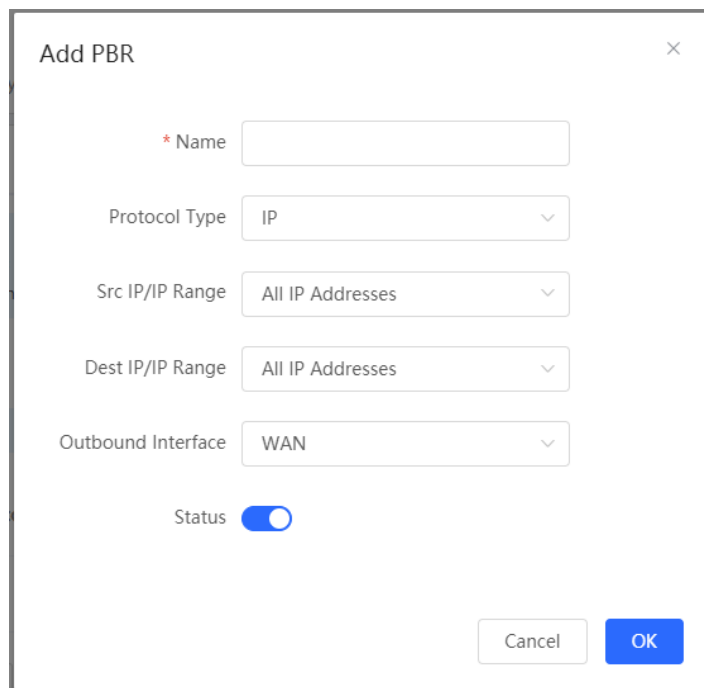 Add PBR
* Name
Protocol Type IP
Src IP/IP Range All IP Addresses
Dest IP/IP Range All IP Addresses
Outbound Interface WAN
Status
Cancel OK